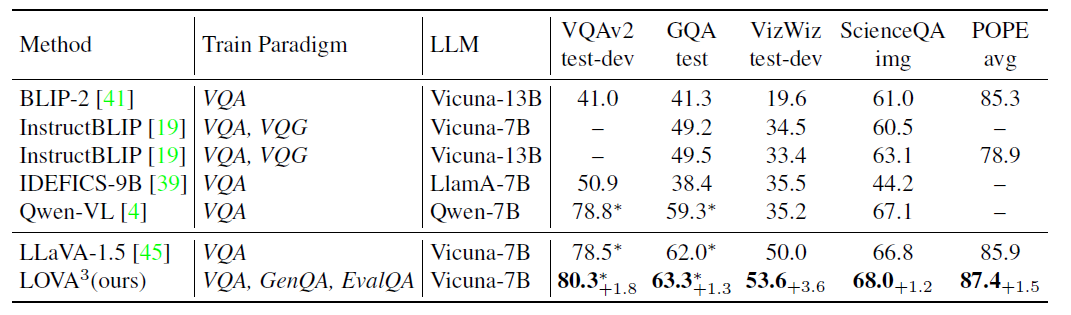 Method Train Paradigm LLM VQAv2 test-dev GQA test VizWiz test-dev ScienceQA img POPE avg
BLIP-2 [41] VQA Vicuna-13B 41.0 41.3 19.6 61.0 85.3
InstructBLIP [19] VQA, VQG Vicuna-7B – 49.2 34.5 60.5 –
InstructBLIP [19] VQA, VQG Vicuna-13B – 49.5 33.4 63.1 78.9
IDEFICS-9B [39] VQA LlamA-7B 50.9 38.4 35.5 44.2 –
Qwen-VL [4] VQA Qwen-7B 78.8* 59.3* 35.2 67.1 –
LLaVA-1.5 [45] VQA Vicuna-7B 78.5* 62.0* 50.0 66.8 85.9
LOVA³(ours) VQA, GenQA, EvalQA Vicuna-7B 80.3*+1.8 63.3*+1.3 53.6+3.6 68.0+1.2 87.4+1.5